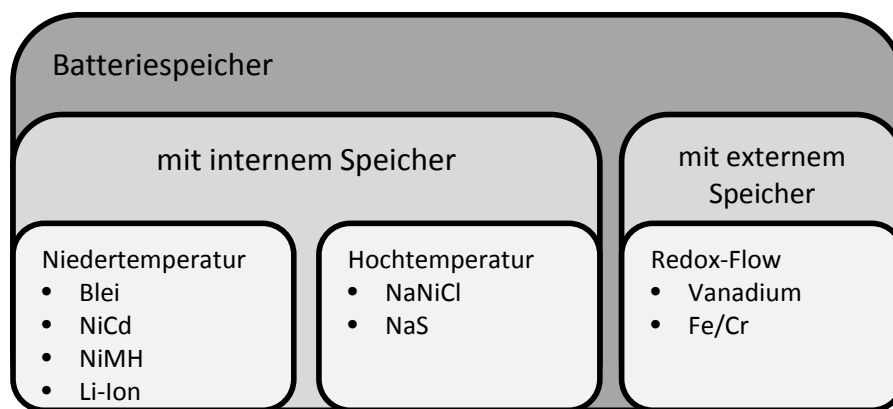 Batteriespeicher
mit internem Speicher
mit externem
Speicher
Niedertemperatur
• Blei
• NiCd
• NiMH
• Li-Ion
Hochtemperatur
• NaNiCl
• NaS
Redox-Flow
• Vanadium
• Fe/Cr